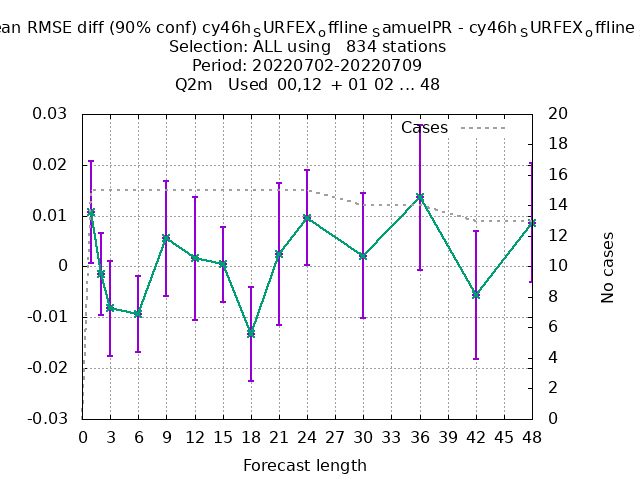 an RMSE diff (90% conf) cy46h_SURFEX_offline_SamuelPR - cy46h_SURFEX_offline
Selection: ALL using 834 stations
Period: 20220702-20220709
Q2m Used 00,12 + 01 02 ... 48
Cases
0.03
0.02
0.01
0
-0.01
-0.02
-0.03
20
18
16
14
12
10
8
6
4
2
0
No cases
0 3 6 9 12 15 18 21 24 27 30 33 36 39 42 45 48
Forecast length